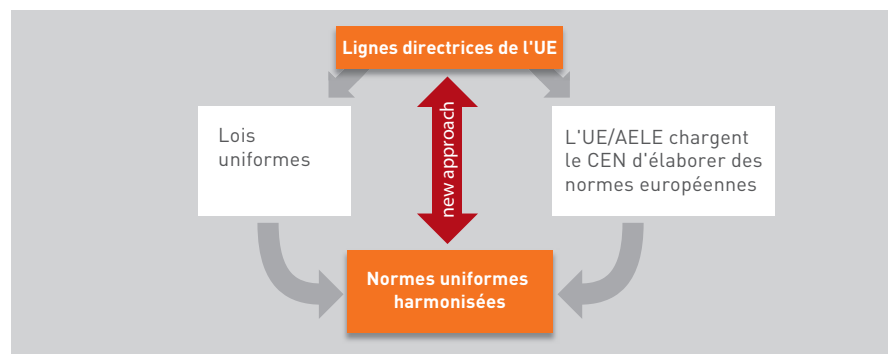 Lignes directrices de l'UE
Lois
uniformes
new approach
L'UE/AELE chargent
le CEN d'élaborer des
normes européennes
Normes uniformes
harmonisées